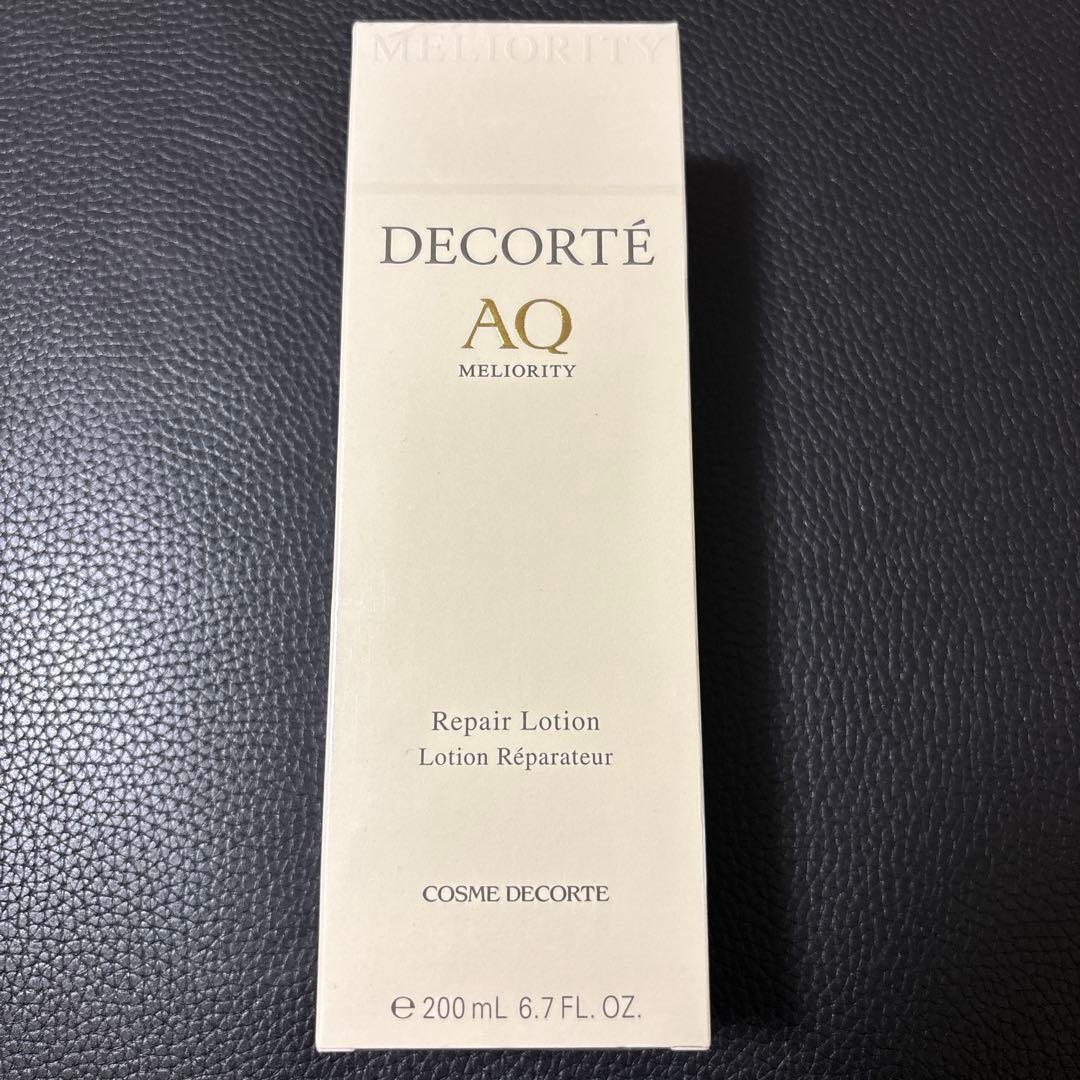 MELIORITY
DECORTÉ
AQ
MELIORITY
Repair Lotion
Lotion Réparateur
COSME DECORTE
℮ 200 mL 6.7 FL. OZ.